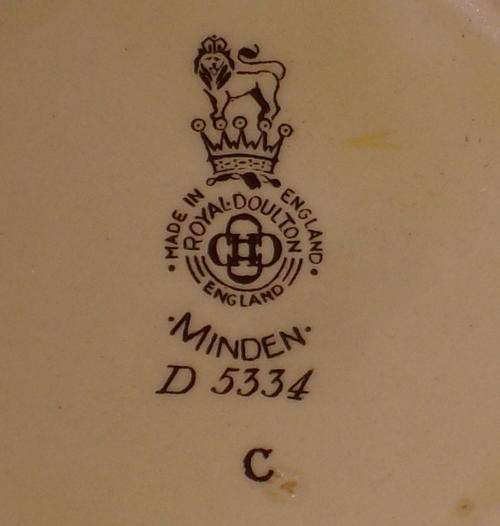 MADE IN ENGLAND
ROYAL DOULTON
ENGLAND
MINDEN
D 5334
C